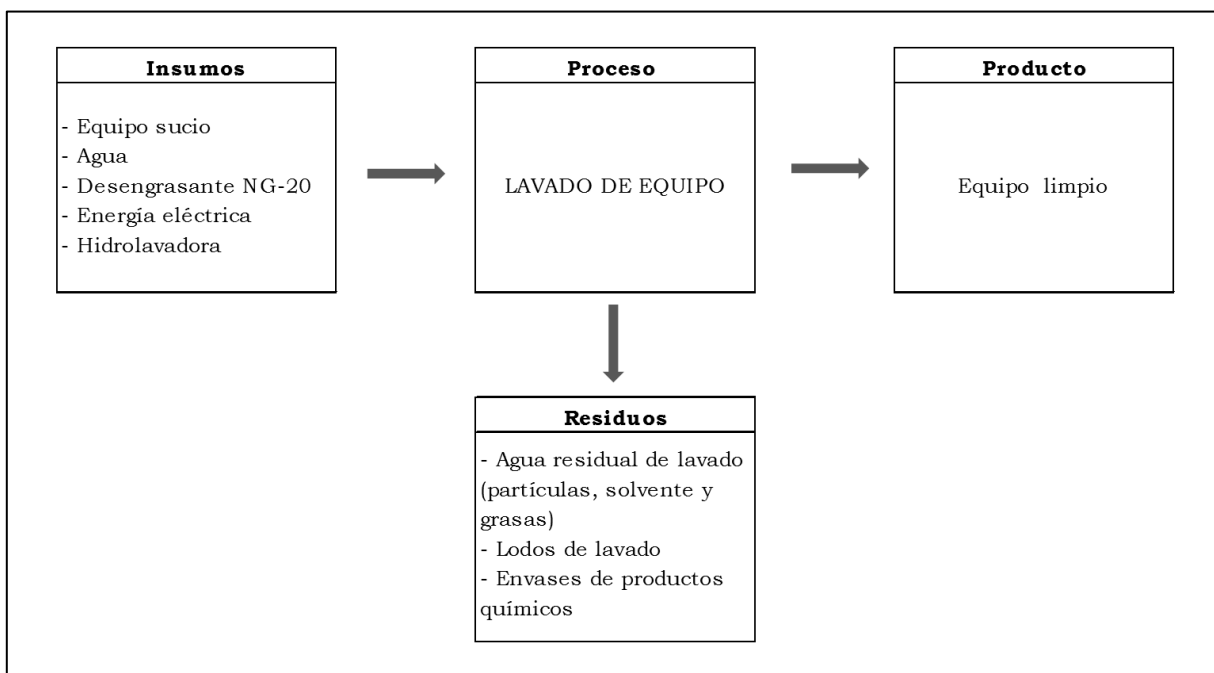 Insumos
- Equipo sucio
- Agua
- Desengrasante NG-20
- Energía eléctrica
- Hidrolavadora
Proceso
LAVADO DE EQUIPO
Producto
Equipo limpio
Residuos
- Agua residual de lavado
(partículas, solvente y
grasas)
- Lodos de lavado
- Envases de productos
químicos